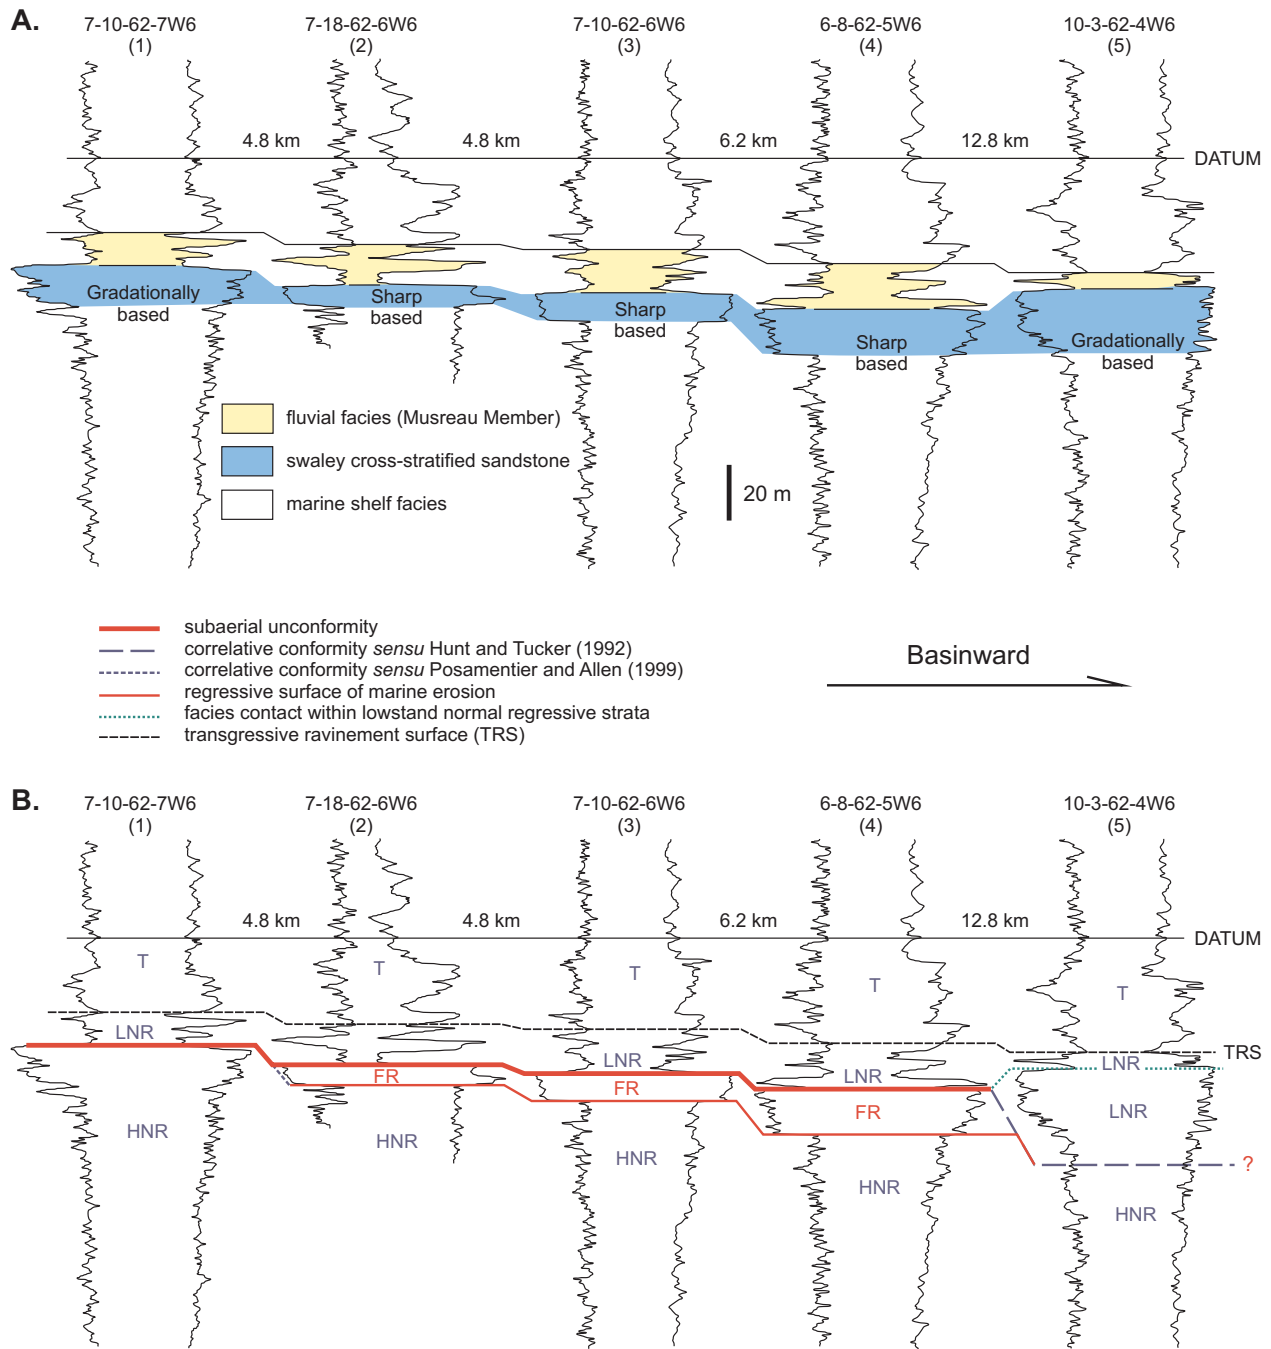 A.
7-10-62-7W6 7-18-62-6W6 7-10-62-6W6 6-8-62-5W6 10-3-62-4W6
(1) (2) (3) (4) (5)
4.8 km 4.8 km 6.2 km 12.8 km
DATUM
Gradationally based
Sharp based
Sharp based
Sharp based
Gradationally based
fluvial facies (Musreau Member)
swaley cross-stratified sandstone
marine shelf facies
20 m
subaerial unconformity
correlative conformity sensu Hunt and Tucker (1992)
correlative conformity sensu Posamentier and Allen (1999)
regressive surface of marine erosion
facies contact within lowstand normal regressive strata
transgressive ravinement surface (TRS)
Basinward
B.
7-10-62-7W6 7-18-62-6W6 7-10-62-6W6 6-8-62-5W6 10-3-62-4W6
(1) (2) (3) (4) (5)
4.8 km 4.8 km 6.2 km 12.8 km
DATUM
T T T T T
LNR LNR LNR LNR TRS
FR FR FR LNR
HNR HNR HNR HNR HNR
?